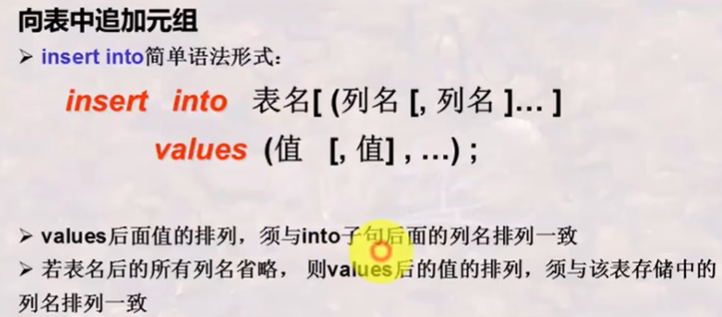 向表中追加元组
➢ insert into简单语法形式：
insert into 表名[ (列名 [, 列名 ]… ]
values (值 [, 值] , …) ;
➢ values后面值的排列，须与into子句后面的列名排列一致
➢ 若表名后的所有列名省略， 则values后的值的排列，须与该表存储中的
列名排列一致